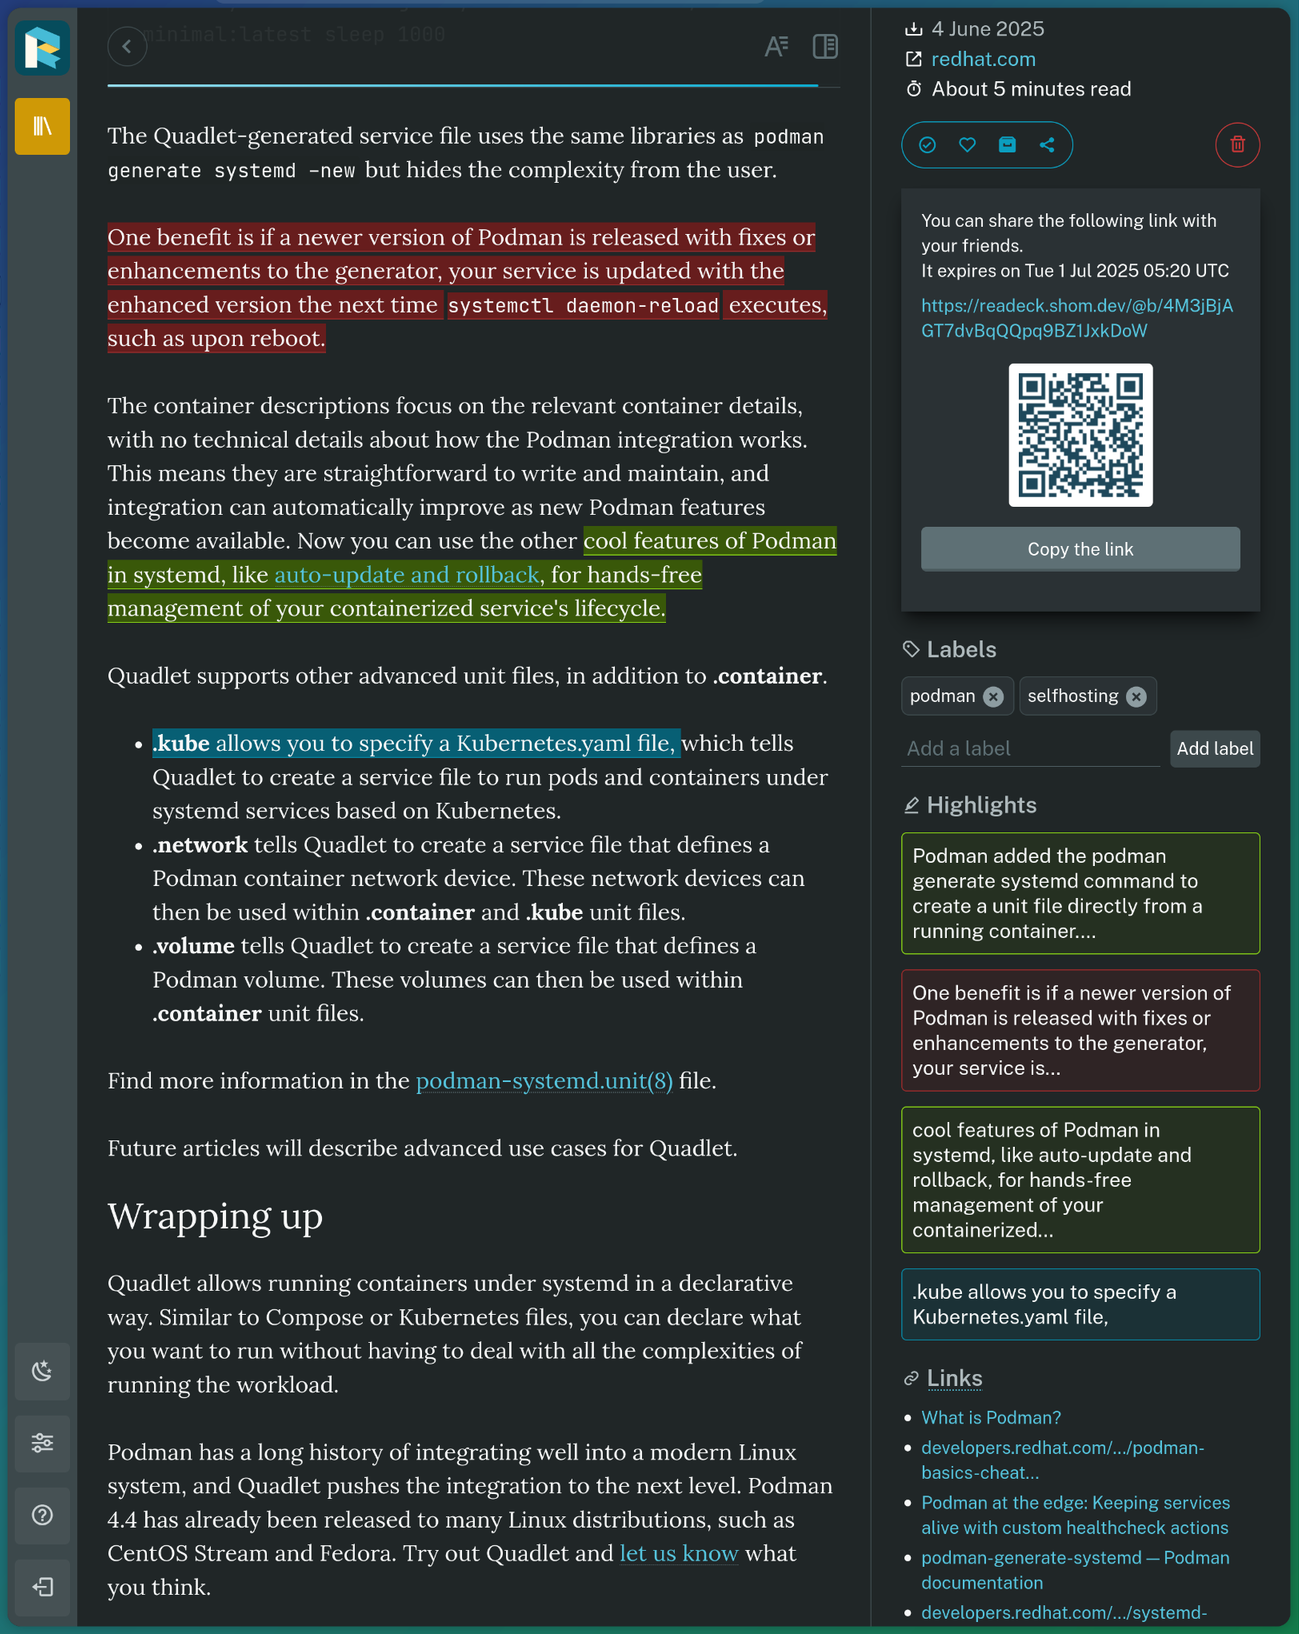 minimal:latest sleep 1000
The Quadlet-generated service file uses the same libraries as podman
generate systemd –new but hides the complexity from the user.
One benefit is if a newer version of Podman is released with fixes or
enhancements to the generator, your service is updated with the
enhanced version the next time systemctl daemon-reload executes,
such as upon reboot.
The container descriptions focus on the relevant container details,
with no technical details about how the Podman integration works.
This means they are straightforward to write and maintain, and
integration can automatically improve as new Podman features
become available. Now you can use the other cool features of Podman
in systemd, like auto-update and rollback, for hands-free
management of your containerized service's lifecycle.
Quadlet supports other advanced unit files, in addition to .container.
• .kube allows you to specify a Kubernetes.yaml file, which tells
Quadlet to create a service file to run pods and containers under
systemd services based on Kubernetes.
• .network tells Quadlet to create a service file that defines a
Podman container network device. These network devices can
then be used within .container and .kube unit files.
• .volume tells Quadlet to create a service file that defines a
Podman volume. These volumes can then be used within
.container unit files.
Find more information in the podman-systemd.unit(8) file.
Future articles will describe advanced use cases for Quadlet.
Wrapping up
Quadlet allows running containers under systemd in a declarative
way. Similar to Compose or Kubernetes files, you can declare what
you want to run without having to deal with all the complexities of
running the workload.
Podman has a long history of integrating well into a modern Linux
system, and Quadlet pushes the integration to the next level. Podman
4.4 has already been released to many Linux distributions, such as
CentOS Stream and Fedora. Try out Quadlet and let us know what
you think.
4 June 2025
redhat.com
About 5 minutes read
You can share the following link with
your friends.
It expires on Tue 1 Jul 2025 05:20 UTC
https://readeck.shom.dev/@b/4M3jBjA
GT7dvBqQQpq9BZ1JxkDoW
Copy the link
Labels
podman
selfhosting
Add a label
Add label
Highlights
Podman added the podman
generate systemd command to
create a unit file directly from a
running container....
One benefit is if a newer version of
Podman is released with fixes or
enhancements to the generator,
your service is...
cool features of Podman in
systemd, like auto-update and
rollback, for hands-free
management of your
containerized...
.kube allows you to specify a
Kubernetes.yaml file,
Links
• What is Podman?
• developers.redhat.com/.../podman-
basics-cheat...
• Podman at the edge: Keeping services
alive with custom healthcheck actions
• podman-generate-systemd — Podman
documentation
• developers.redhat.com/.../systemd-